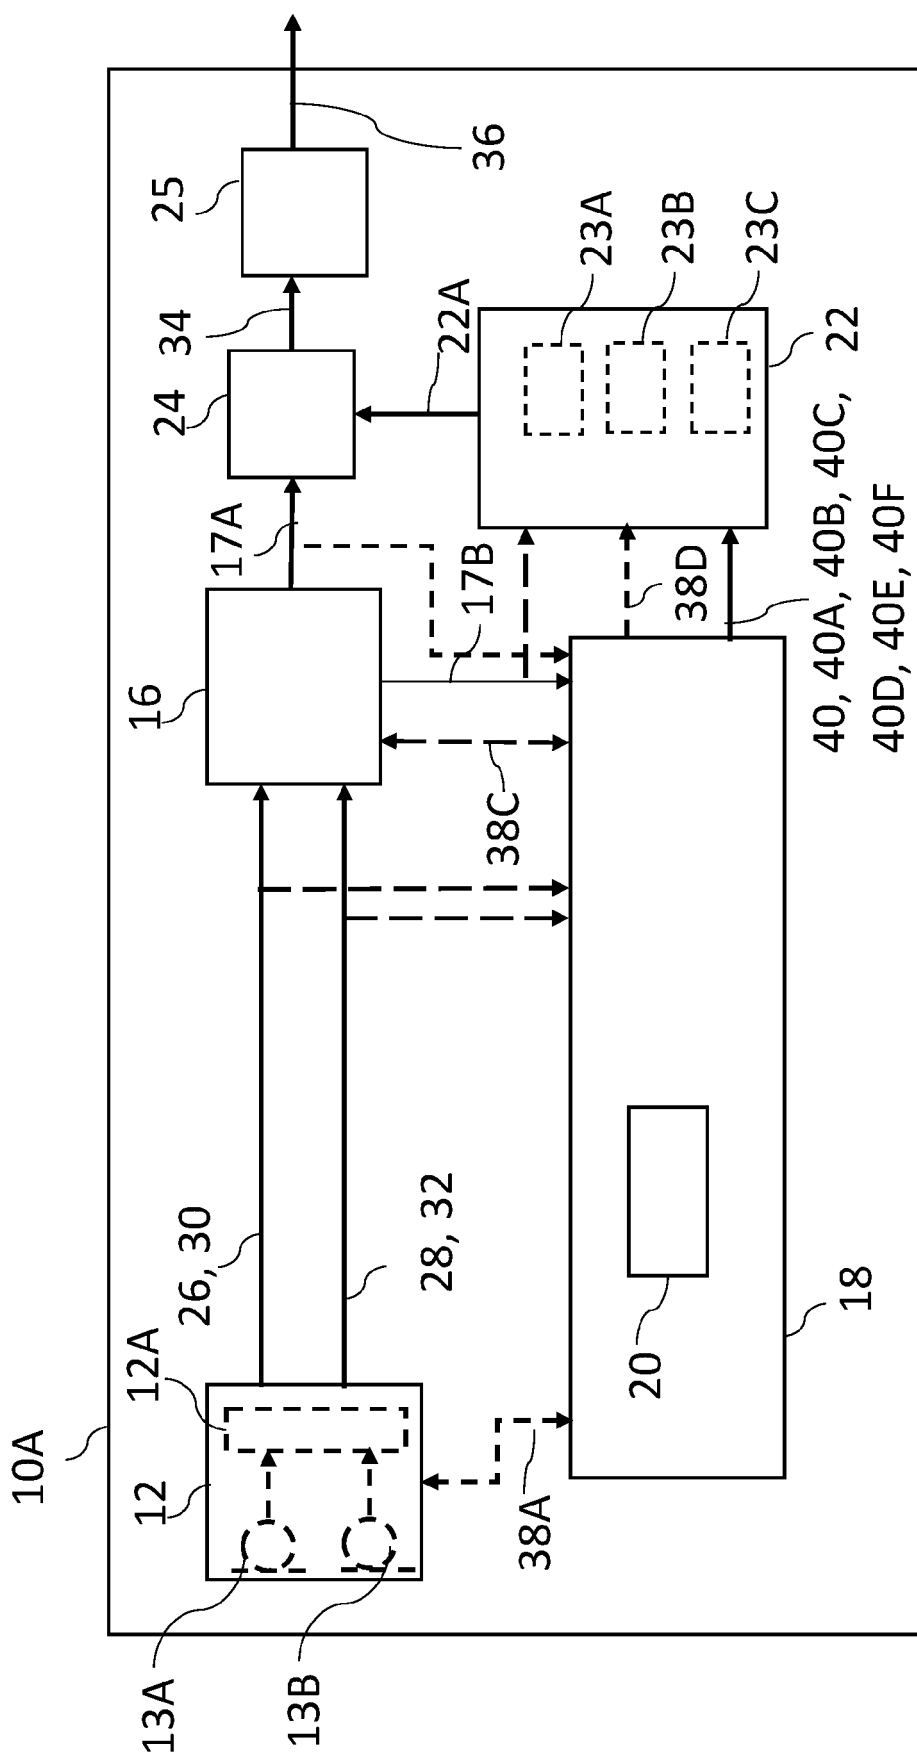 10A
13A
13B
12
12A
26, 30
28, 32
38A
20
18
16
38C
17A
17B
38D
24
34
22A
25
36
23A
23B
23C
22
40, 40A, 40B, 40C,
40D, 40E, 40F